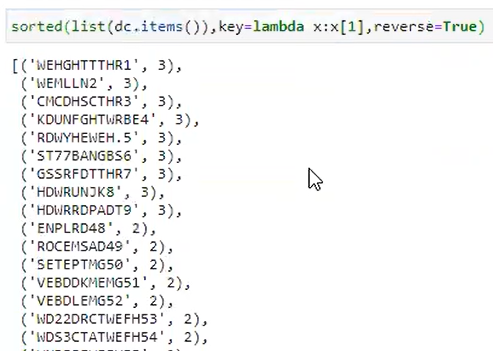 sorted(list(dc.items()),key=lambda x:x[1],reverse=True)
[('WEHGHTTTHR1', 3),
('WEMLLN2', 3),
('CMCDHSCTHR3', 3),
('KDUNFGHTWRBE4', 3),
('RDWYHEWEH.5', 3),
('ST77BANGBS6', 3),
('GSSRFDTTHR7', 3),
('HDWRUNJK8', 3),
('HDWRRDPADT9', 3),
('ENPLRD48', 2),
('ROCEMSAD49', 2),
('SETEPTMG50', 2),
('VEBDDKMEMG51', 2),
('VEBDLEMG52', 2),
('WD22DRCTWEFH53', 2),
('WDS3CTATWEFH54', 2),